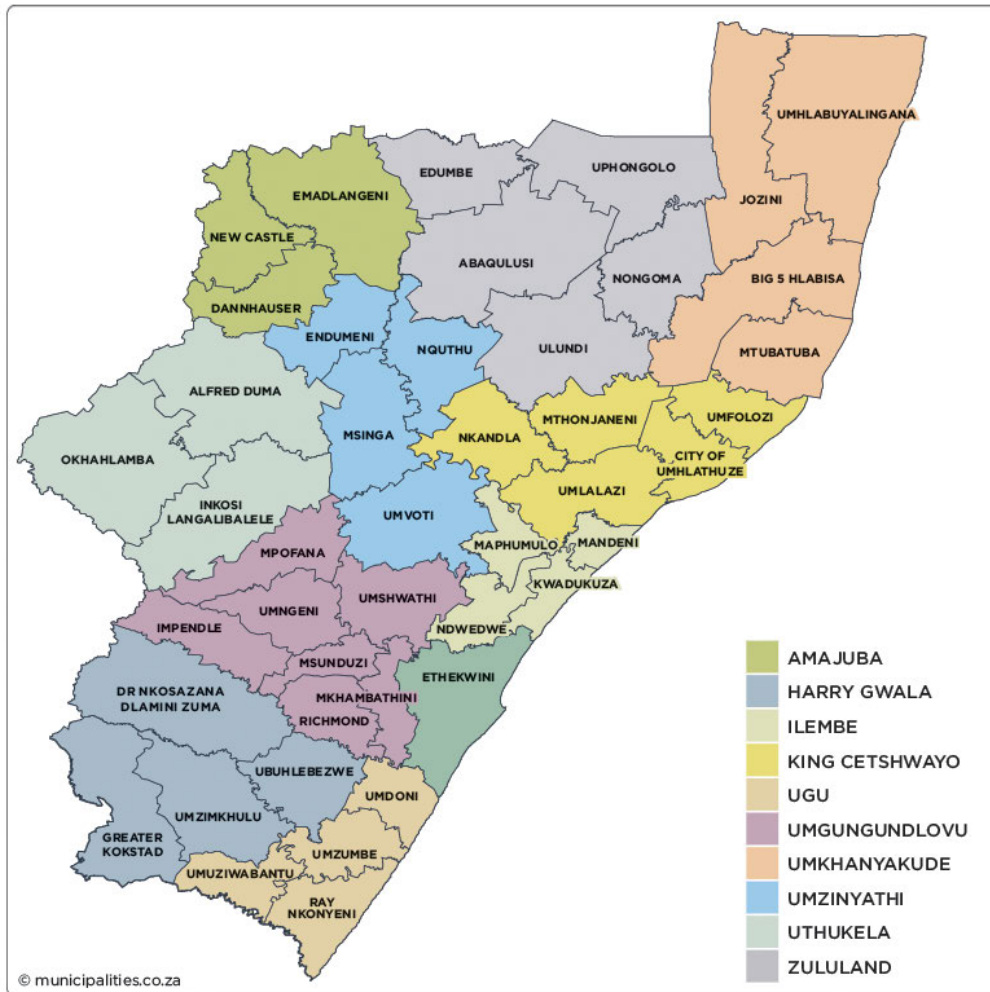 UMHLABUYALINGANA
EDUMBE
UPHONGOLO
EMADLANGENI
JOZINI
NEW CASTLE
ABAQULUSI
NONGOMA
BIG 5 HLABISA
DANNHAUSER
ENDUMENI
NQUTHU
ULUNDI
MTUBATUBA
ALFRED DUMA
MTHONJANENI
UMFOLOZI
MSINGA
NKANDLA
OKHAHLAMBA
CITY OF
UMHLATHUZE
UMLALAZI
INKOSI
LANGALIBALELE
UMVOTI
MAPHUMULO
MANDENI
MPOFANA
KWADUKUZA
UMSHWATHI
UMNGENI
IMPENDLE
NDWEDWE
MSUNDUZI
ETHEKWINI
DR NKOSAZANA
DLAMINI ZUMA
MKHAMBATHINI
RICHMOND
UBUHLEBEZWE
UMDONI
UMZIMKHULU
GREATER
KOKSTAD
UMZUMBE
UMUZIWABANTU
RAY
NKONYENI
AMAJUBA
HARRY GWALA
ILEMBE
KING CETSHWAYO
UGU
UMGUNGUNDLOVU
UMKHANYAKUDE
UMZINYATHI
UTHUKELA
ZULULAND
© municipalities.co.za